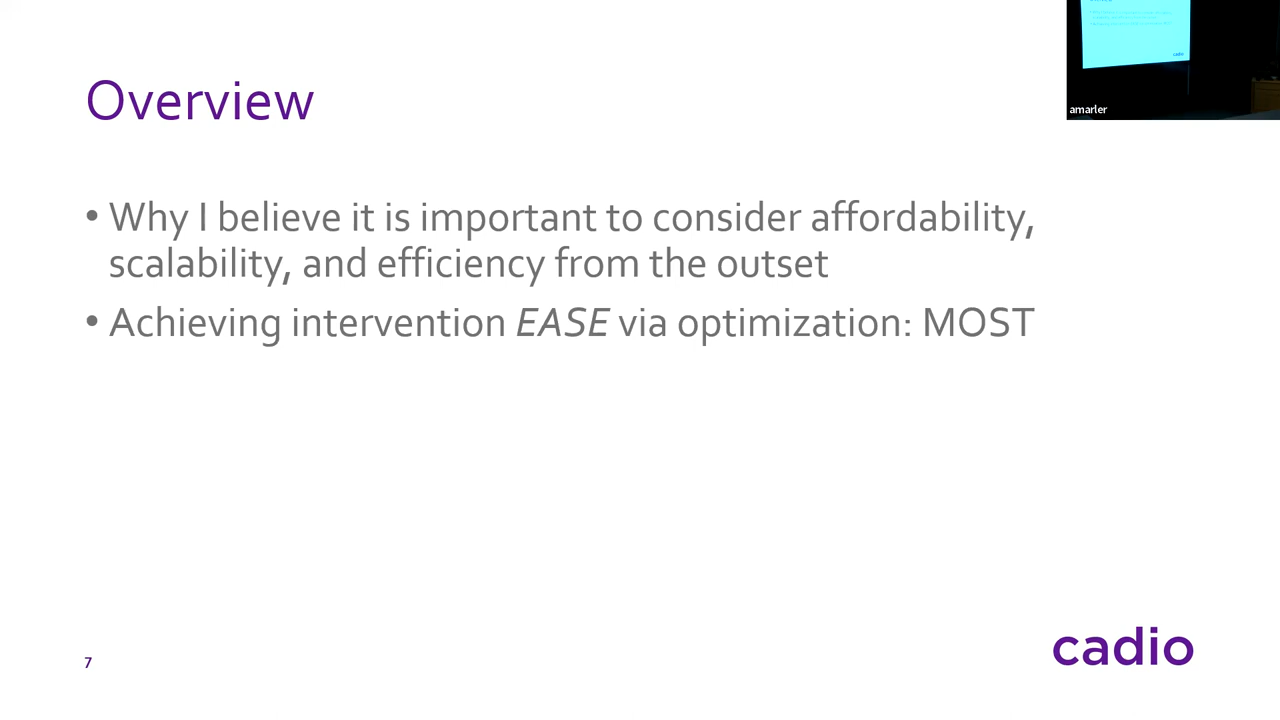 Overview
• Why I believe it is important to consider affordability,
scalability, and efficiency from the outset
• Achieving intervention EASE via optimization: MOST
7
cadio
amarler
cadio